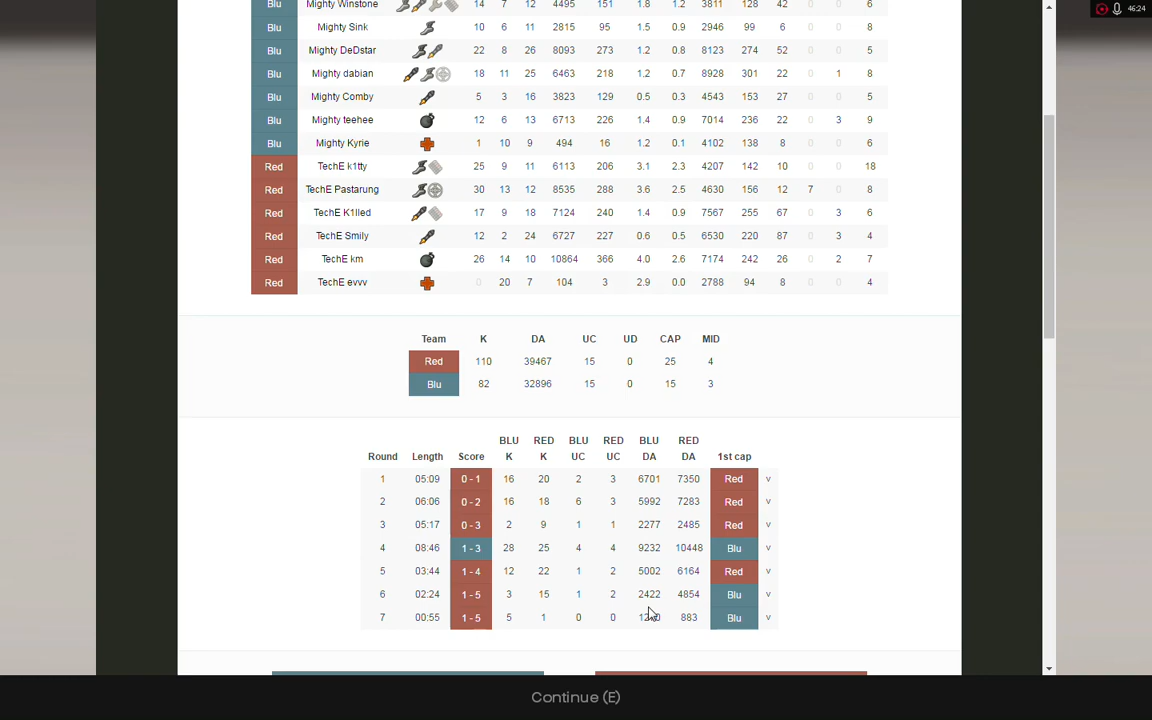 46:24
Blu Mighty Winstone 14 7 12 4495 151 1.8 1.2 3811 128 42 0 0 6
Blu Mighty Sink 10 6 11 2815 95 1.5 0.9 2946 99 6 0 0 8
Blu Mighty DeDstar 22 8 26 8093 273 1.2 0.8 8123 274 52 0 0 5
Blu Mighty dabian 18 11 25 6463 218 1.2 0.7 8928 301 22 0 1 8
Blu Mighty Comby 5 3 16 3823 129 0.5 0.3 4543 153 27 0 0 5
Blu Mighty teehee 12 6 13 6713 226 1.4 0.9 7014 236 22 0 3 9
Blu Mighty Kyrie 1 10 9 494 16 1.2 0.1 4102 138 8 0 0 6
Red TechE k1tty 25 9 11 6113 206 3.1 2.3 4207 142 10 0 0 18
Red TechE Pastarung 30 13 12 8535 288 3.6 2.5 4630 156 12 7 0 8
Red TechE K1lled 17 9 18 7124 240 1.4 0.9 7567 255 67 0 3 6
Red TechE Smily 12 2 24 6727 227 0.6 0.5 6530 220 87 0 3 4
Red TechE km 26 14 10 10864 366 4.0 2.6 7174 242 26 0 2 7
Red TechE evvv 0 20 7 104 3 2.9 0.0 2788 94 8 0 0 4
Team K DA UC UD CAP MID
Red 110 39467 15 0 25 4
Blu 82 32896 15 0 15 3
BLU RED BLU RED BLU RED
Round Length Score K K UC UC DA DA 1st cap
1 05:09 0 - 1 16 20 2 3 6701 7350 Red v
2 06:06 0 - 2 16 18 6 3 5992 7283 Red v
3 05:17 0 - 3 2 9 1 1 2277 2485 Red v
4 08:46 1 - 3 28 25 4 4 9232 10448 Blu v
5 03:44 1 - 4 12 22 1 2 5002 6164 Red v
6 02:24 1 - 5 3 15 1 2 2422 4854 Blu v
7 00:55 1 - 5 5 1 0 0 883 Blu v
Continue (E)